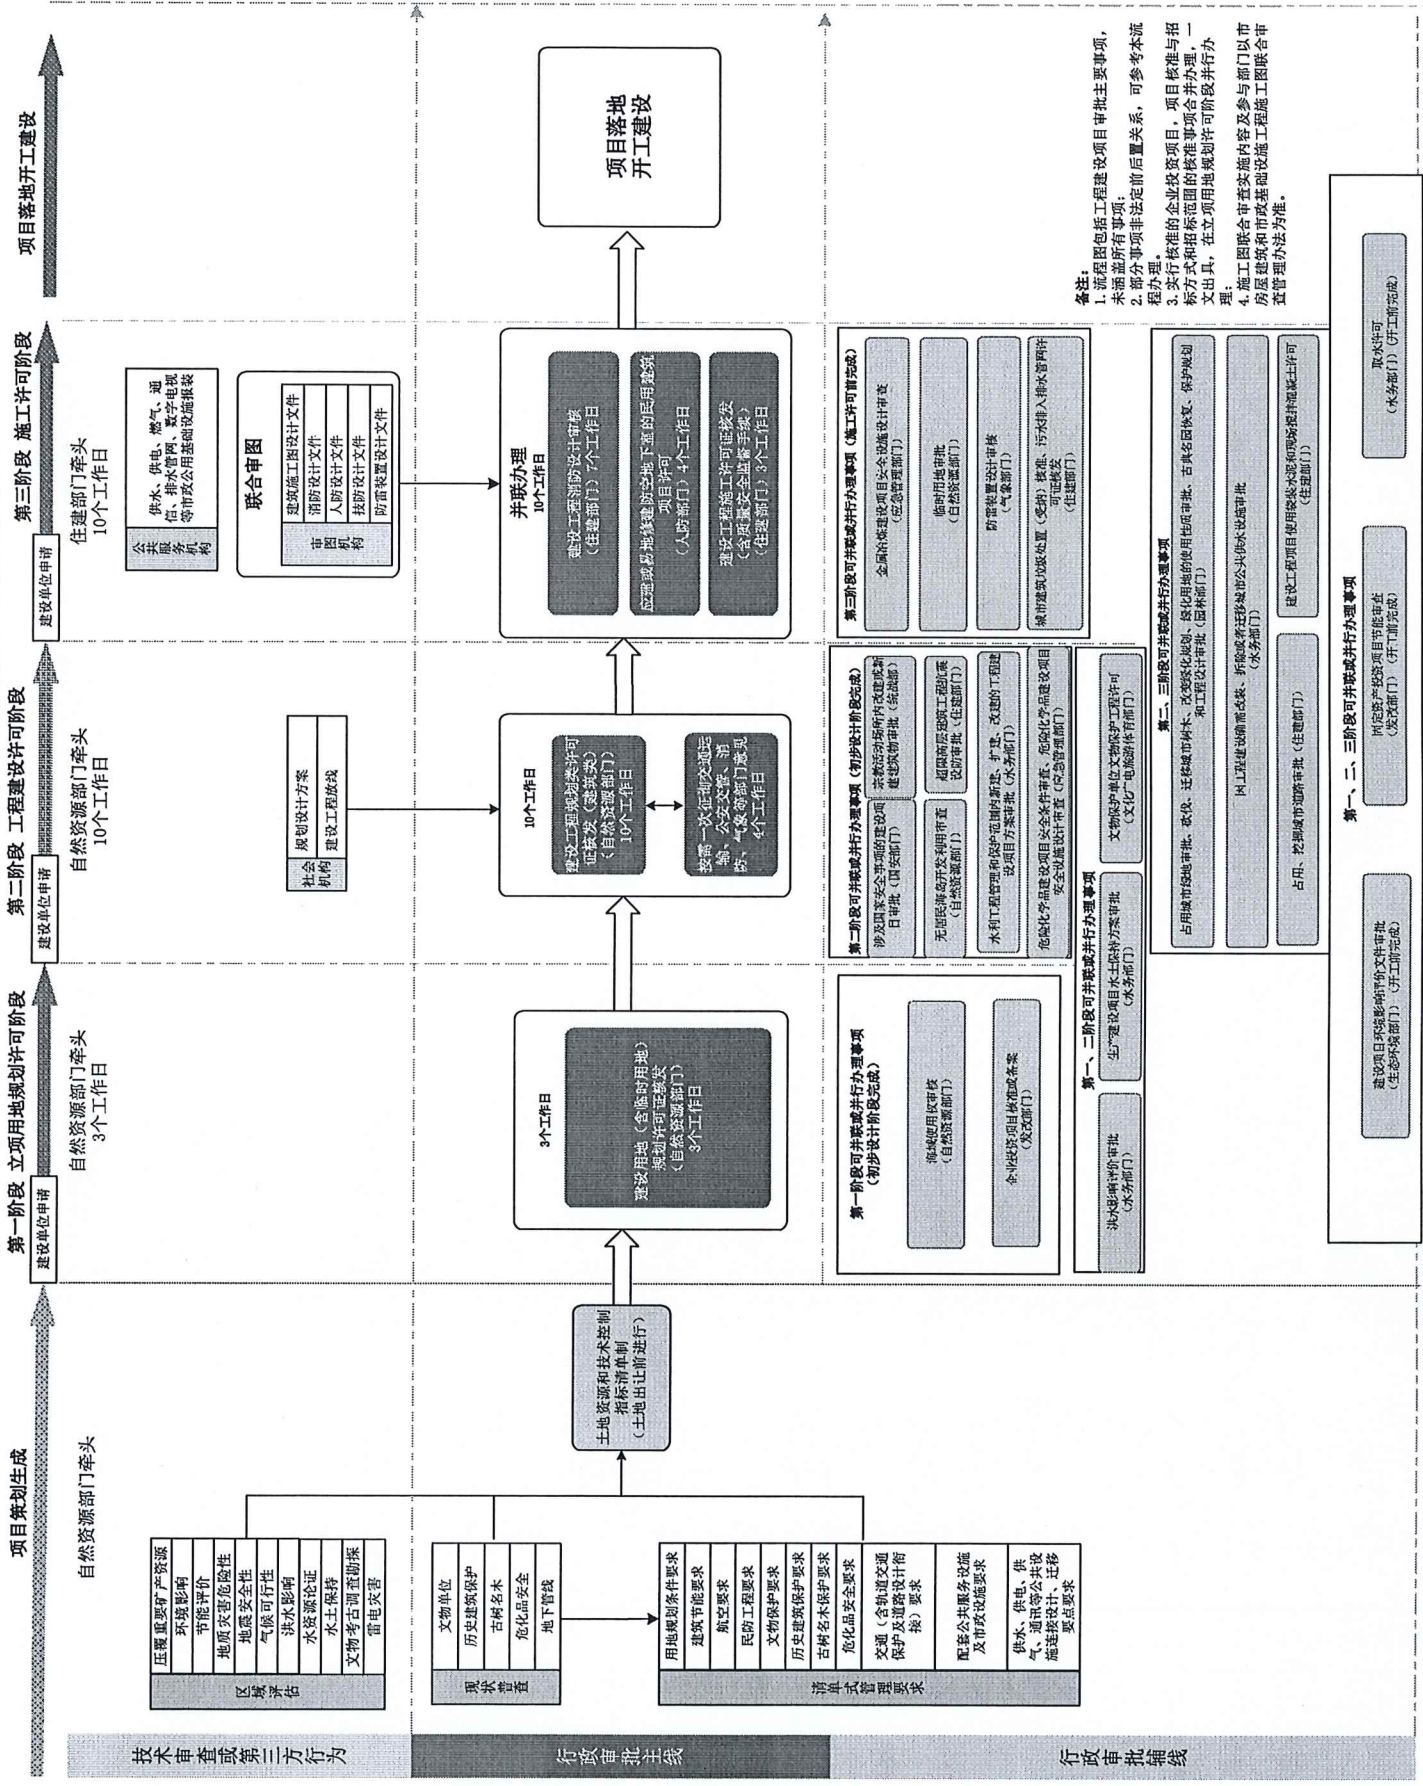 项目策划生成
第一阶段 立项用地规划许可阶段
第二阶段 工程建设许可阶段
第三阶段 施工许可阶段
项目落地开工建设
建设单位申请
建设单位申请
建设单位申请
自然资源部门牵头
自然资源部门牵头
3个工作日
自然资源部门牵头
10个工作日
住建部门牵头
10个工作日
技术审查或第三方行为
区域评估
压覆重要矿产资源
环境影响
节能评价
地质灾害危险性
地震安全性
气候可行性
洪水影响
水资源论证
水土保持
文物考古调查勘探
雷电灾害
社会
机构
规划设计方案
建设工程放线
公共
服务机
构
供水、供电、燃气、通
信、排水管网、数字电视
等市政公用基础设施报装
联合审图
审图
机构
建筑施工图设计文件
消防设计文件
人防设计文件
技防设计文件
防雷装置设计文件
行政审批主线
现状
普查
文物单位
历史建筑保护
古树名木
危化品安全
地下管线
清单式管理要求
用地规划条件要求
建筑节能要求
航空要求
民防工程要求
文物保护要求
历史建筑保护要求
古树名木保护要求
危化品安全要求
交通（含轨道交通
保护及道路设计衔
接）要求
配套公共服务设施
及市政设施要求
供水、供电、供
气、通讯等公共设
施连接设计、迁移
要点要求
土地资源和技术控制
指标清单制
（土地出让前进行）
3个工作日
建设用地（含临时用地）
规划许可证核发
（自然资源部门）
3个工作日
10个工作日
建设工程规划类许可
证核发（建筑类）
（自然资源部门）
10个工作日
按需一次征询交通运
输、公安交管、消
防、气象等部门意见
4个工作日
并联办理
10个工作日
建设工程消防设计审核
（住建部门）7个工作日
应建或易地修建防空地下室的民用建筑
项目许可
（人防部门）4个工作日
建设工程施工许可证核发
（含质量安全监督手续）
（住建部门）3个工作日
项目落地
开工建设
行政审批辅线
第一阶段可并联或并行办理事项
（初步设计阶段完成）
海域使用权审核
（自然资源部门）
企业投资项目核准或备案
（发改部门）
第二阶段可并联或并行办理事项（初步设计阶段完成）
涉及国家安全事项的建设项
目审批（国安部门）
宗教活动场所内改建或新
建建筑物审批（统战部）
无居民海岛开发利用审查
（自然资源部门）
超限高层建筑工程抗震
设防审批（住建部门）
水利工程管理和保护范围内新建、扩建、改建的工程建
设项目方案审批（水务部门）
危险化学品建设项目安全条件审查、危险化学品建设项目
安全设施设计审查（应急管理部门）
第三阶段可并联或并行办理事项（施工许可前完成）
金属冶炼建设项目安全设施设计审查
（应急管理部门）
临时用地审批
（自然资源部门）
防雷装置设计审核
（气象部门）
城市建筑垃圾处置（受纳）核准、污水排入排水管网许
可证核发
（住建部门）
第一、二阶段可并联或并行办理事项
洪水影响评价审批
（水务部门）
生产建设项目水土保持方案审批
（水务部门）
文物保护单位文物保护工程许可
（文化广电旅游体育部门）
第二、三阶段可并联或并行办理事项
占用城市绿地审批、砍伐、迁移城市树木、改变绿化规划、绿化用地的使用性质审批、古典名园恢复、保护规划
和工程设计审批（园林部门）
因工程建设确需改装、拆除或者迁移城市公共供水设施审批
（水务部门）
占用、挖掘城市道路审批（住建部门）
建设工程项目使用袋装水泥和现场搅拌混凝土许可
（住建部门）
第一、二、三阶段可并联或并行办理事项
建设项目环境影响评价文件审批
（生态环境部门）（开工前完成）
固定资产投资项目节能审查
（发改部门）（开工前完成）
取水许可
（水务部门）（开工前完成）
备注：
1. 流程图包括工程建设项目审批主要事项，
未涵盖所有事项；
2. 部分事项非法定前后置关系，可参考本流
程办理。
3. 实行核准的企业投资项目，项目核准与招
标方式和招标范围的核准事项合并办理，一
文出具，在立项用地规划许可阶段并行办
理；
4. 施工图联合审查实施内容及参与部门以市
房屋建筑和市政基础设施工程施工图联合审
查管理办法为准。